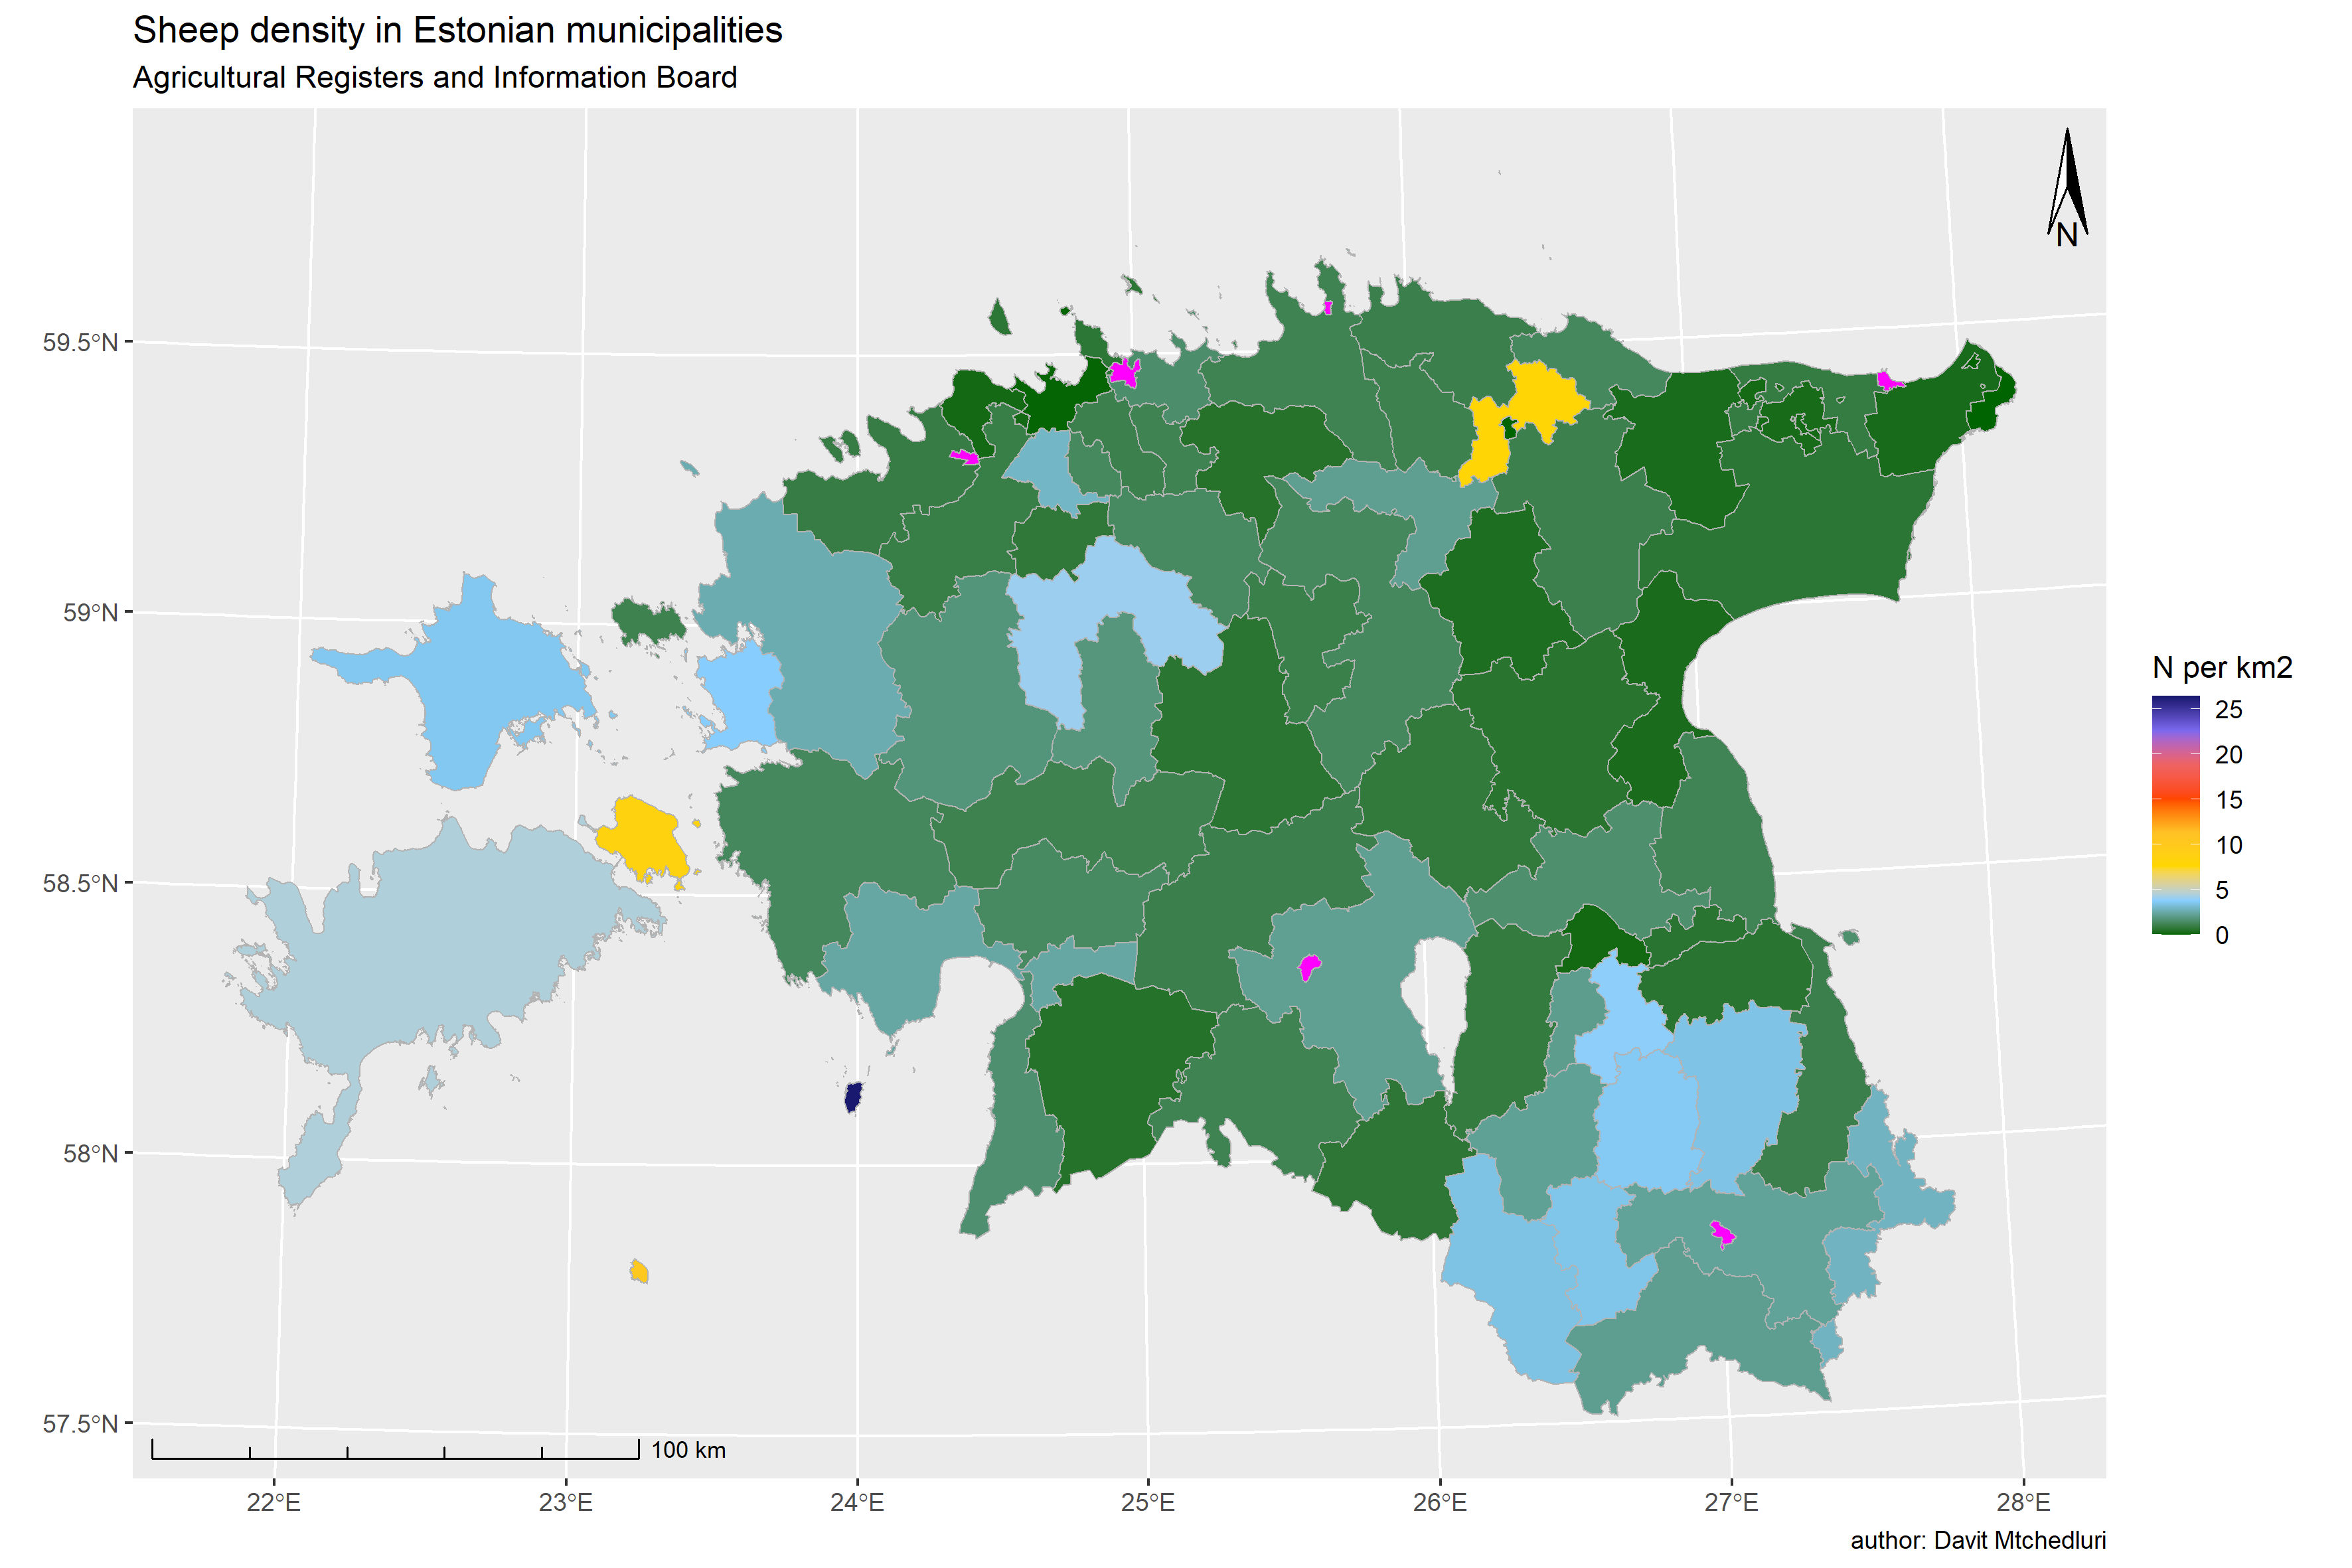 Sheep density in Estonian municipalities
Agricultural Registers and Information Board
N
59.5°N
59°N
58.5°N
58°N
57.5°N
N per km2
25
20
15
10
5
0
100 km
22°E 23°E 24°E 25°E 26°E 27°E 28°E
author: Davit Mtchedluri